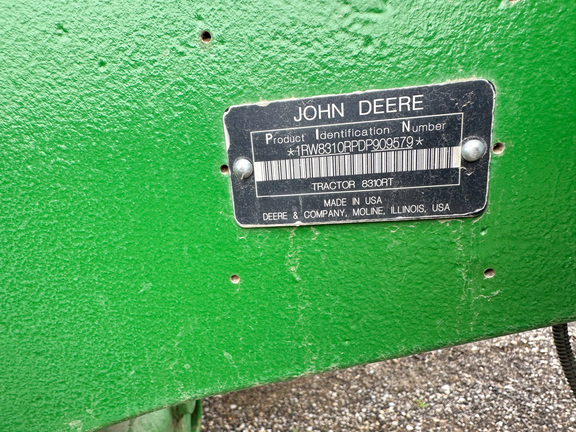 JOHN DEERE
Product Identification Number
*1RW8310RPDP909579*
TRACTOR 8310RT
MADE IN USA
DEERE & COMPANY, MOLINE, ILLINOIS, USA